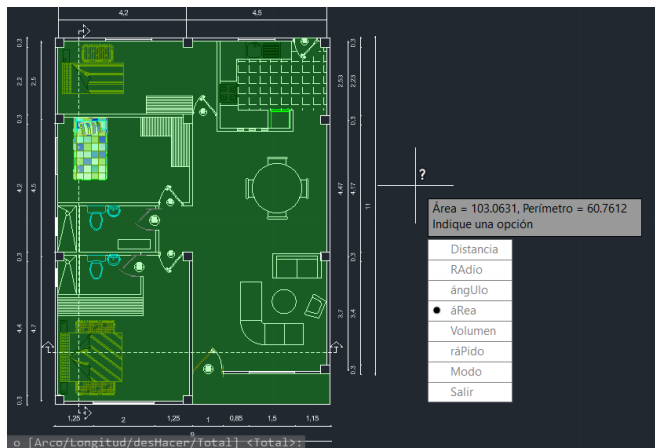 4,2 4,5
0,3
2,2
2,5
0,3
4,2
4,5
0,3
4,4
4,7
0,3
0,3
2,53
2,23
0,3
4,47
4,17
11
0,3
3,7
3,4
0,3
?
Área = 103.0631, Perímetro = 60.7612
Indique una opción
Distancia
RAdio
ángUlo
áRea
Volumen
ráPido
Modo
Salir
1,25 2 1,25 1 0,85 1,5 1,15
o [Arco/Longitud/desHacer/Total] <Total>: